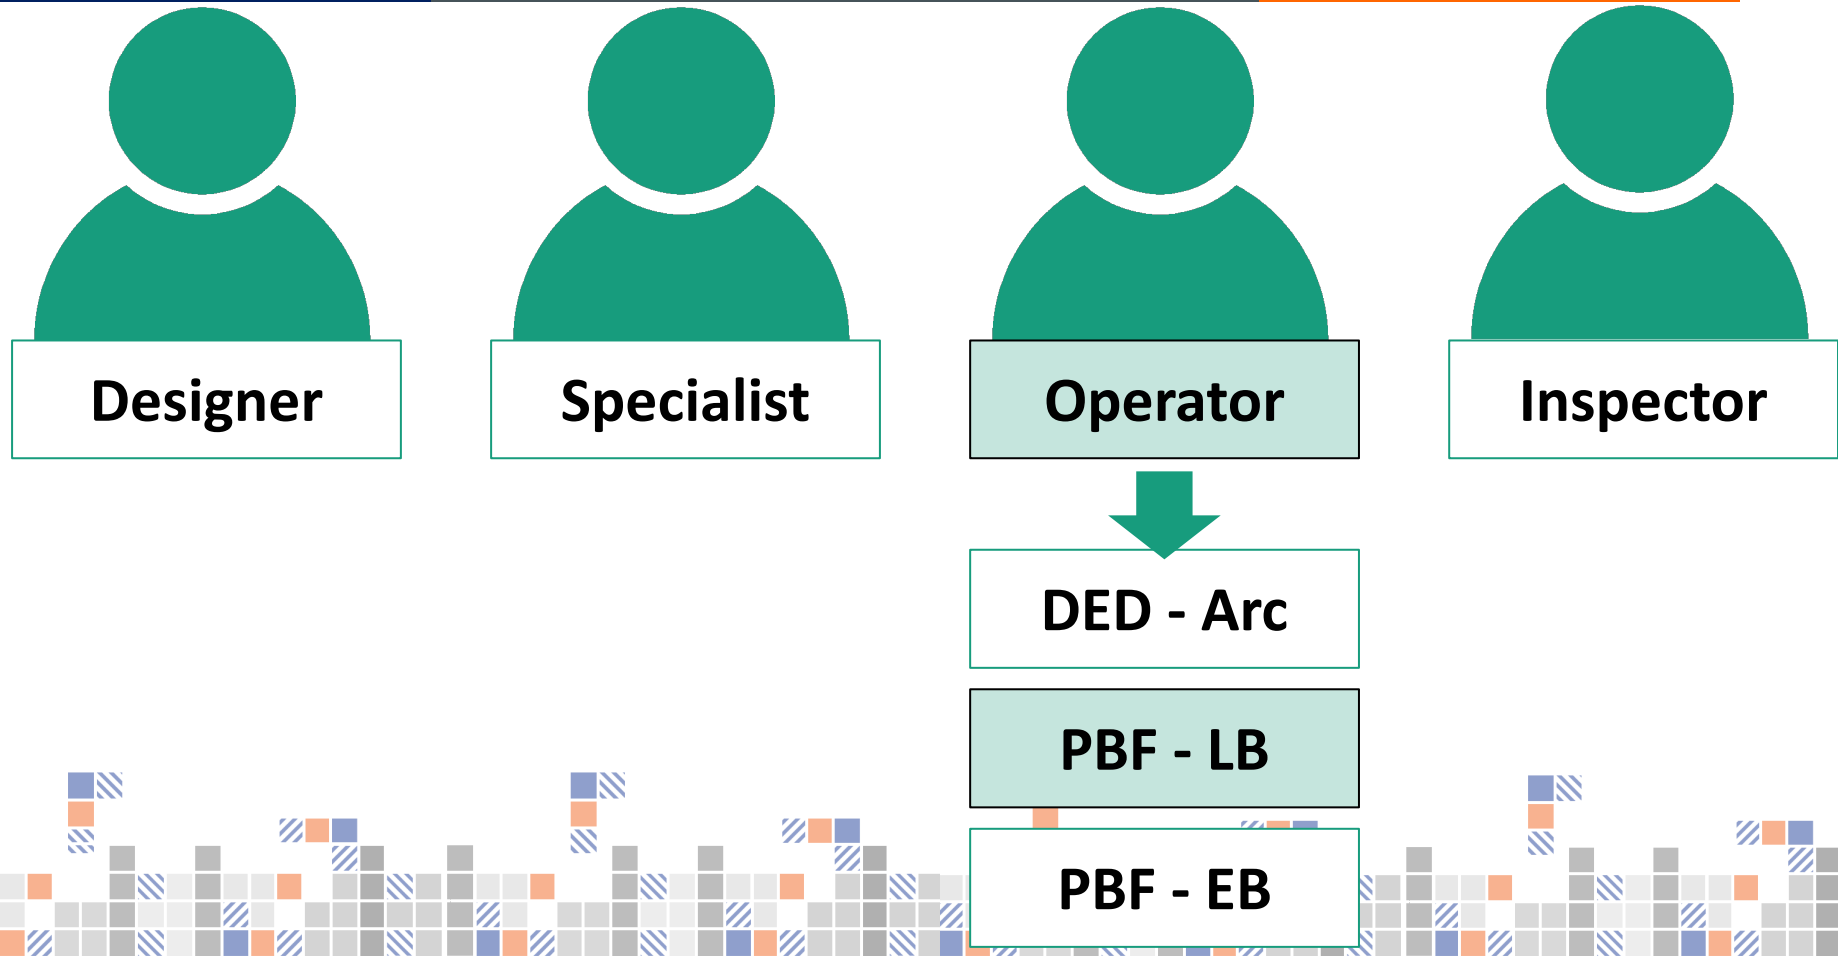 Designer
Specialist
Operator
Inspector
DED - Arc
PBF - LB
PBF - EB